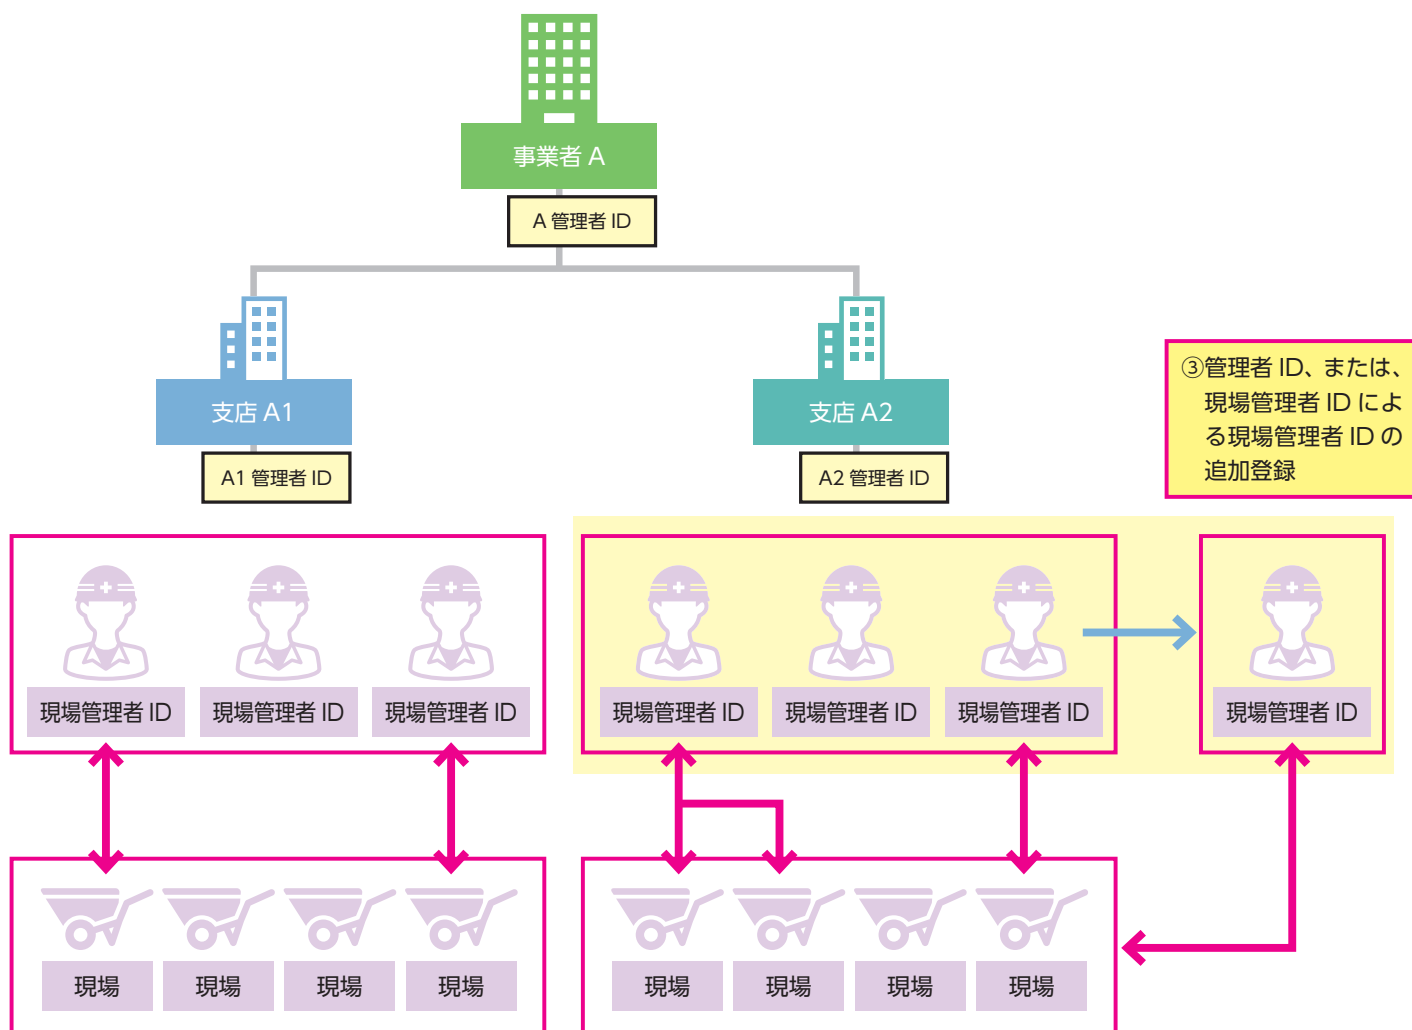 事業者 A
A 管理者 ID
支店 A1
支店 A2
A1 管理者 ID
A2 管理者 ID
③管理者 ID、または、
現場管理者 ID によ
る現場管理者 ID の
追加登録
現場管理者 ID
現場管理者 ID
現場管理者 ID
現場管理者 ID
現場管理者 ID
現場管理者 ID
現場管理者 ID
現場
現場
現場
現場
現場
現場
現場
現場